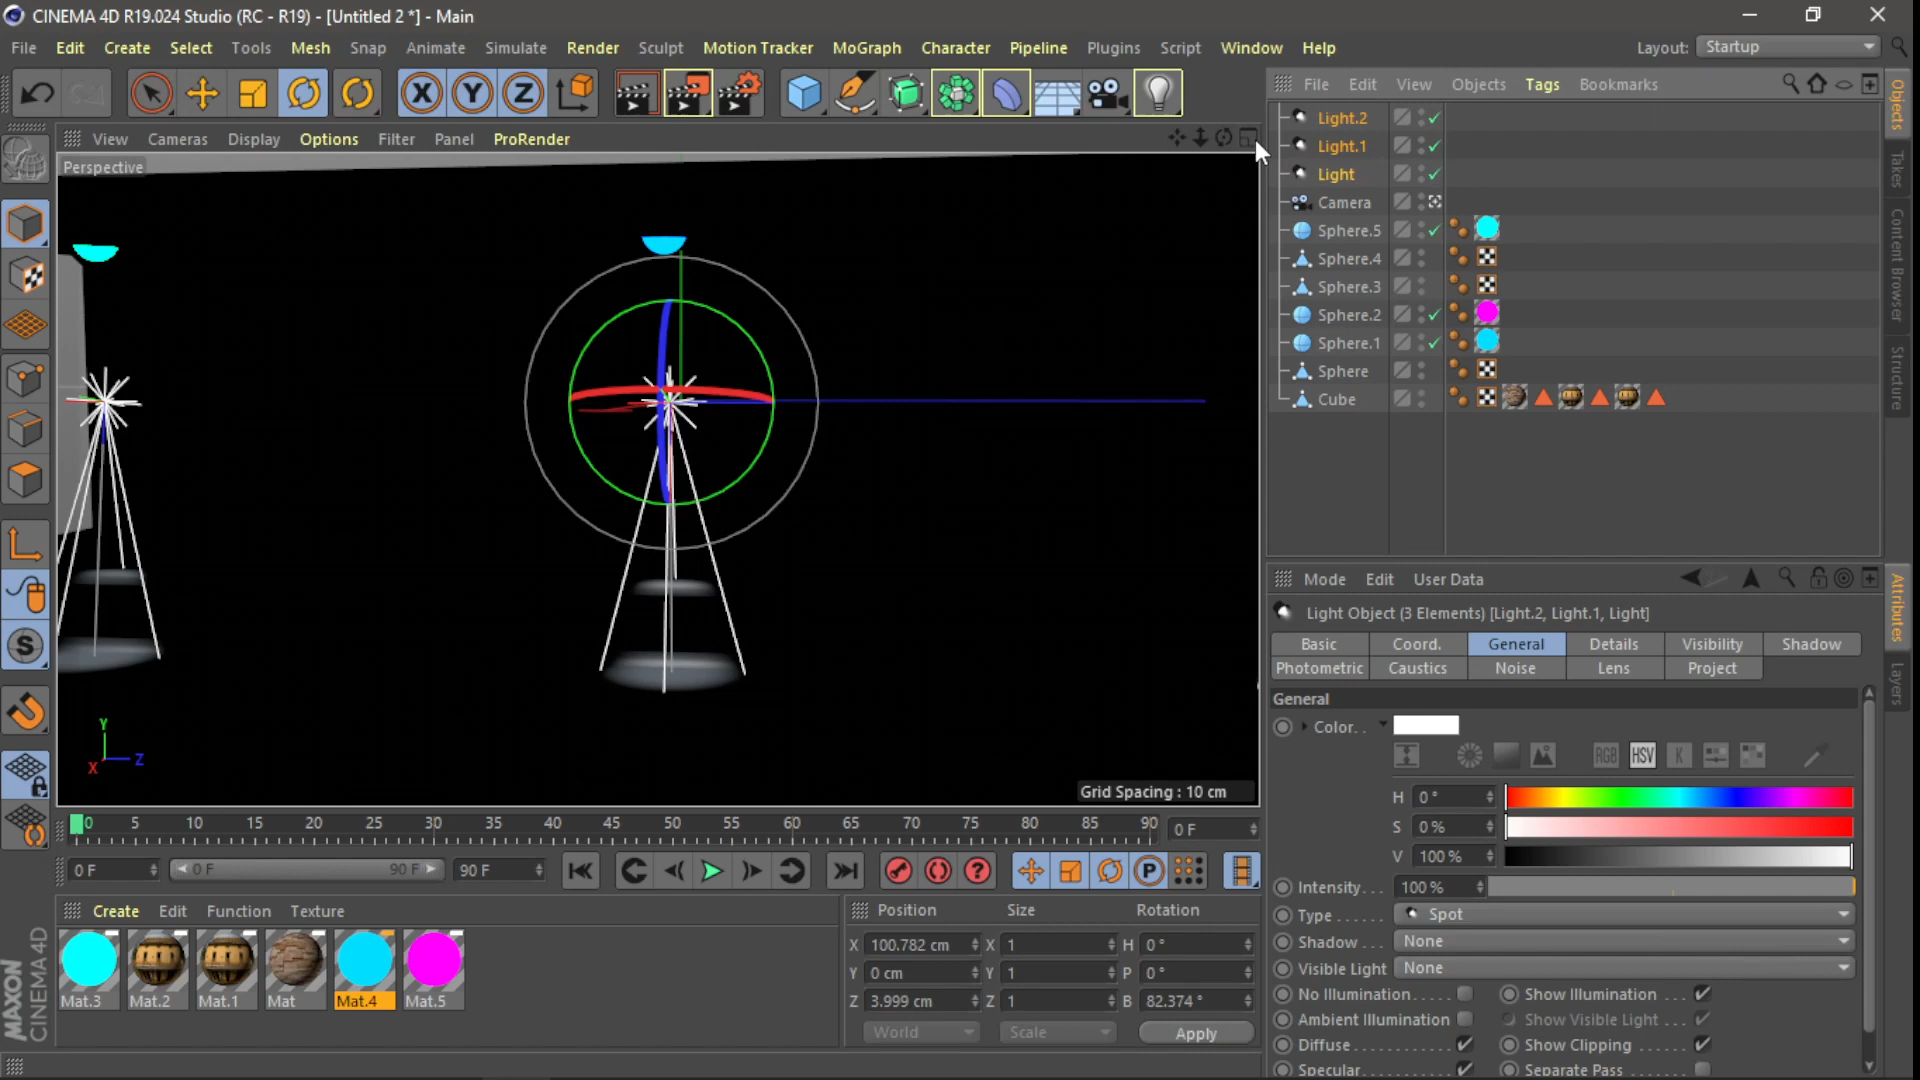 CINEMA 4D R19.024 Studio (RC - R19) - [Untitled 2 *] - Main
File Edit Create Select Tools Mesh Snap Animate Simulate Render Sculpt Motion Tracker MoGraph Character Pipeline Plugins Script Window Help Layout: Startup
File Edit View Objects Tags Bookmarks
View Cameras Display Options Filter Panel ProRender
Perspective
Light.2
Light.1
Light
Camera
Sphere.5
Sphere.4
Sphere.3
Sphere.2
Sphere.1
Sphere
Cube
Objects
Takes
Content Browser
Structure
Y
X Z
Grid Spacing : 10 cm
Mode Edit User Data
Light Object (3 Elements) [Light.2, Light.1, Light]
Basic Coord. General Details Visibility Shadow
Photometric Caustics Noise Lens Project
General
Color. .
RGB HSV K
H 0 °
S 0 %
V 100 %
Intensity. . . 100 %
Type . . . . . . Spot
Shadow . . . None
Visible Light None
No Illumination. . . . . Show Illumination . . .
Ambient Illumination Show Visible Light . . .
Diffuse. . . . . . . . . . . . Show Clipping . . . . . .
Specular. . . . . . . . . . . Separate Pass . . . . . .
Attributes
Layers
0 5 10 15 20 25 30 35 40 45 50 55 60 65 70 75 80 85 90 0 F
0 F 0 F 90 F 90 F
Create Edit Function Texture
Mat.3 Mat.2 Mat.1 Mat Mat.4 Mat.5
MAXON
CINEMA 4D
Position Size Rotation
X 100.782 cm X 1 H 0 °
Y 0 cm Y 1 P 0 °
Z 3.999 cm Z 1 B 82.374 °
World Scale Apply